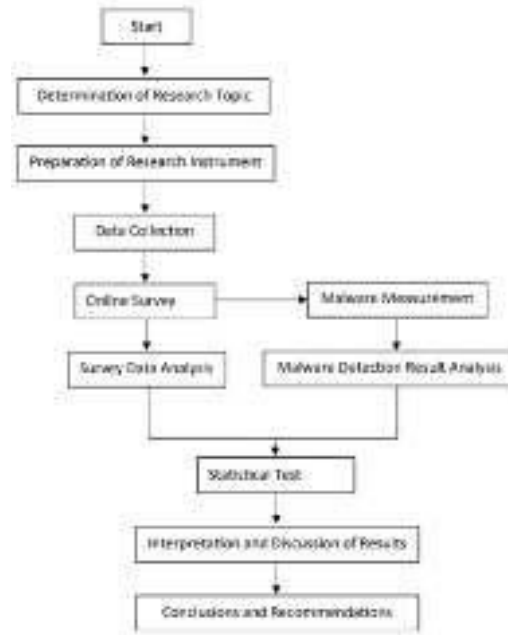 Start
Determination of Research Topic
Preparation of Research Instrument
Data Collection
Online Survey
Malware Measurement
Survey Data Analysis
Malware Detection Result Analysis
Statistical Test
Interpretation and Discussion of Results
Conclusions and Recommendations